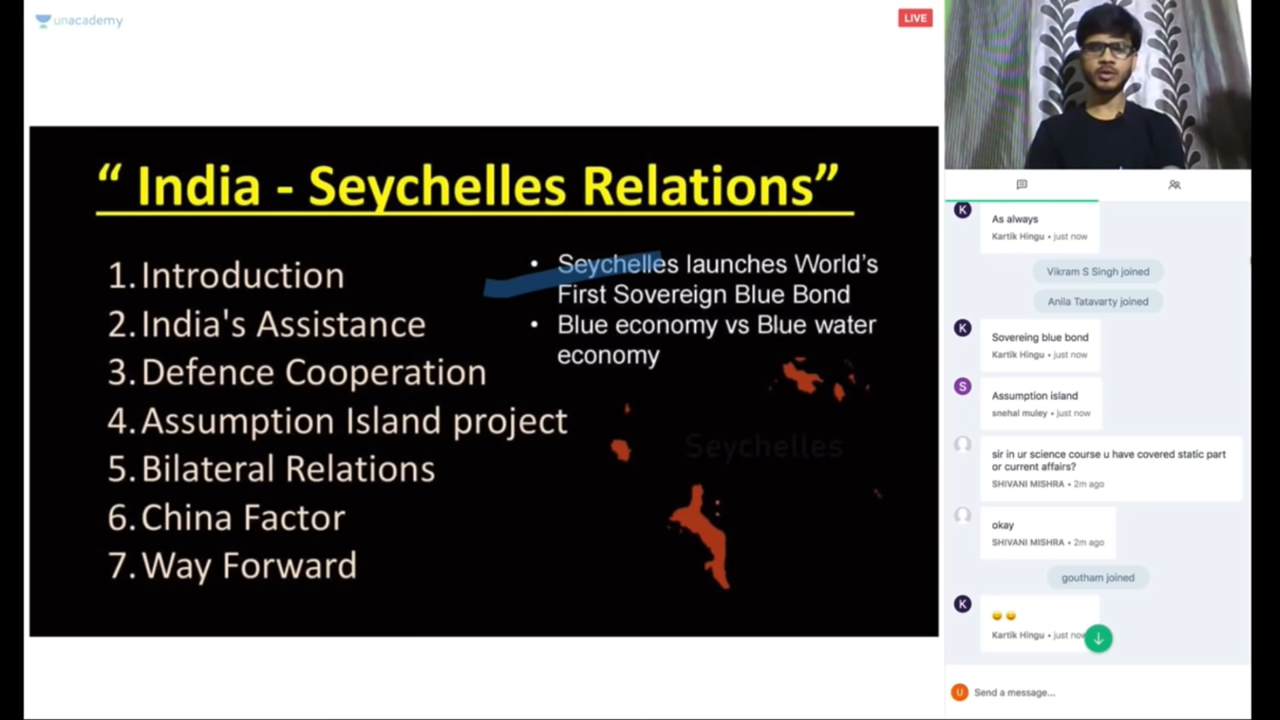 unacademy
LIVE
“ India - Seychelles Relations”
1. Introduction
2. India's Assistance
3. Defence Cooperation
4. Assumption Island project
5. Bilateral Relations
6. China Factor
7. Way Forward
• Seychelles launches World’s
First Sovereign Blue Bond
• Blue economy vs Blue water
economy
Seychelles
K
As always
Kartik Hingu • just now
Vikram S Singh joined
Anila Tatavarty joined
K
Sovereing blue bond
Kartik Hingu • just now
S
Assumption island
snehal muley • just now
sir in ur science course u have covered static part
or current affairs?
SHIVANI MISHRA • 2m ago
okay
SHIVANI MISHRA • 2m ago
goutham joined
K
😄 😄
Kartik Hingu • just now
U
Send a message...